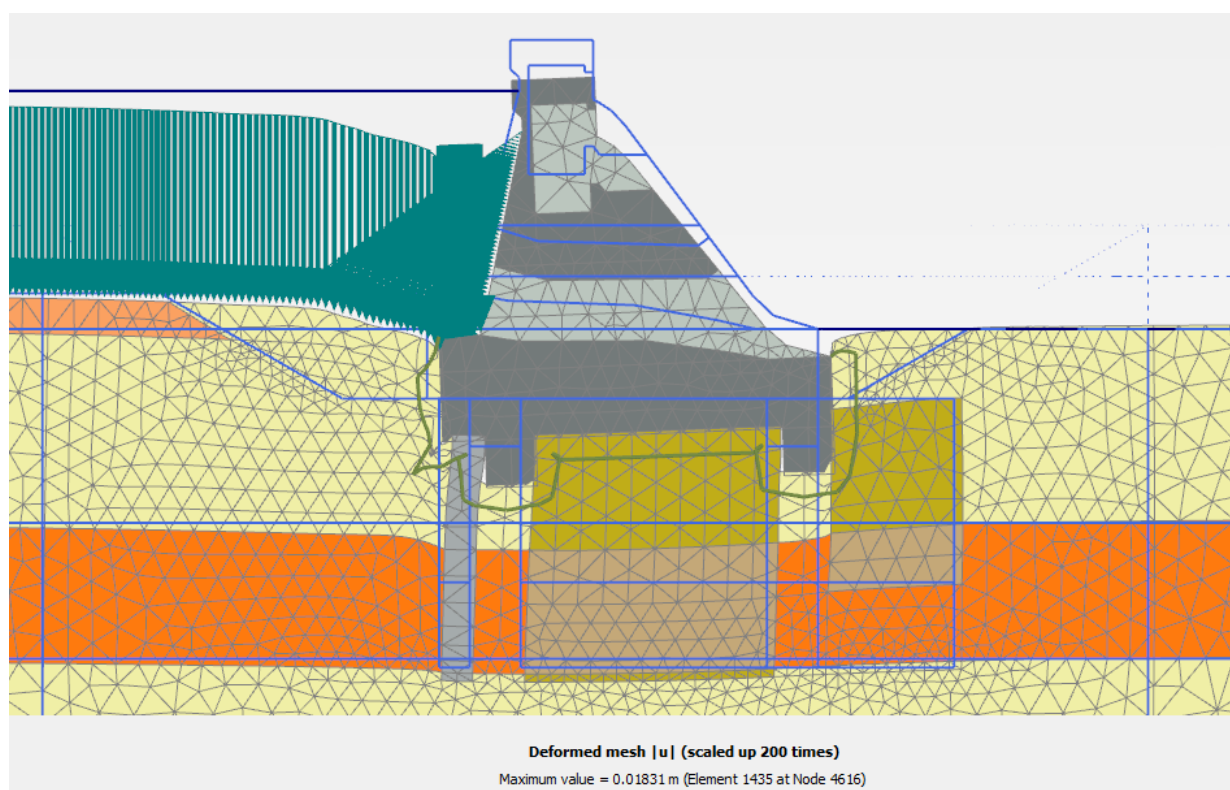 Deformed mesh |u| (scaled up 200 times)
Maximum value = 0.01831 m (Element 1435 at Node 4616)